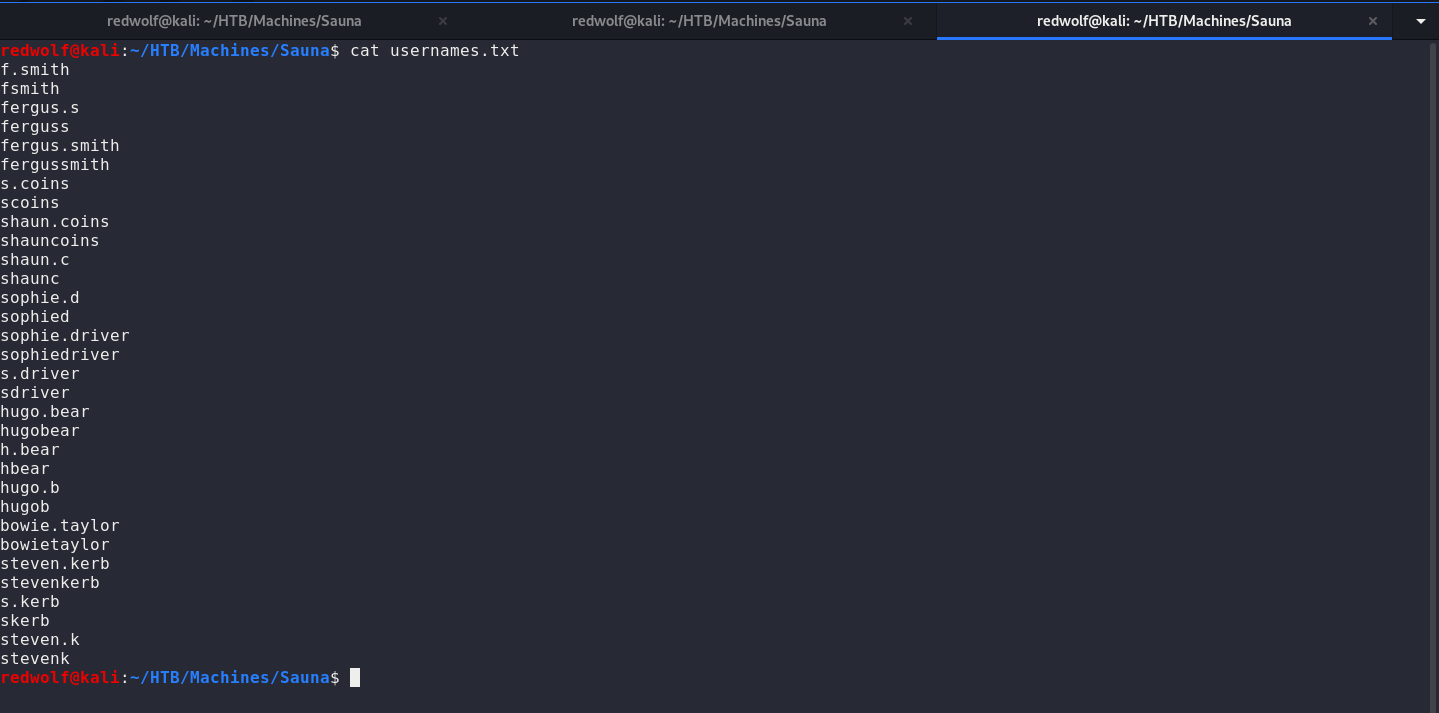 redwolf@kali: ~/HTB/Machines/Sauna × redwolf@kali: ~/HTB/Machines/Sauna × redwolf@kali: ~/HTB/Machines/Sauna ×
redwolf@kali:~/HTB/Machines/Sauna$ cat usernames.txt
f.smith
fsmith
fergus.s
ferguss
fergus.smith
fergussmith
s.coins
scoins
shaun.coins
shauncoins
shaun.c
shaunc
sophie.d
sophied
sophie.driver
sophiedriver
s.driver
sdriver
hugo.bear
hugobear
h.bear
hbear
hugo.b
hugob
bowie.taylor
bowietaylor
steven.kerb
stevenkerb
s.kerb
skerb
steven.k
stevenk
redwolf@kali:~/HTB/Machines/Sauna$